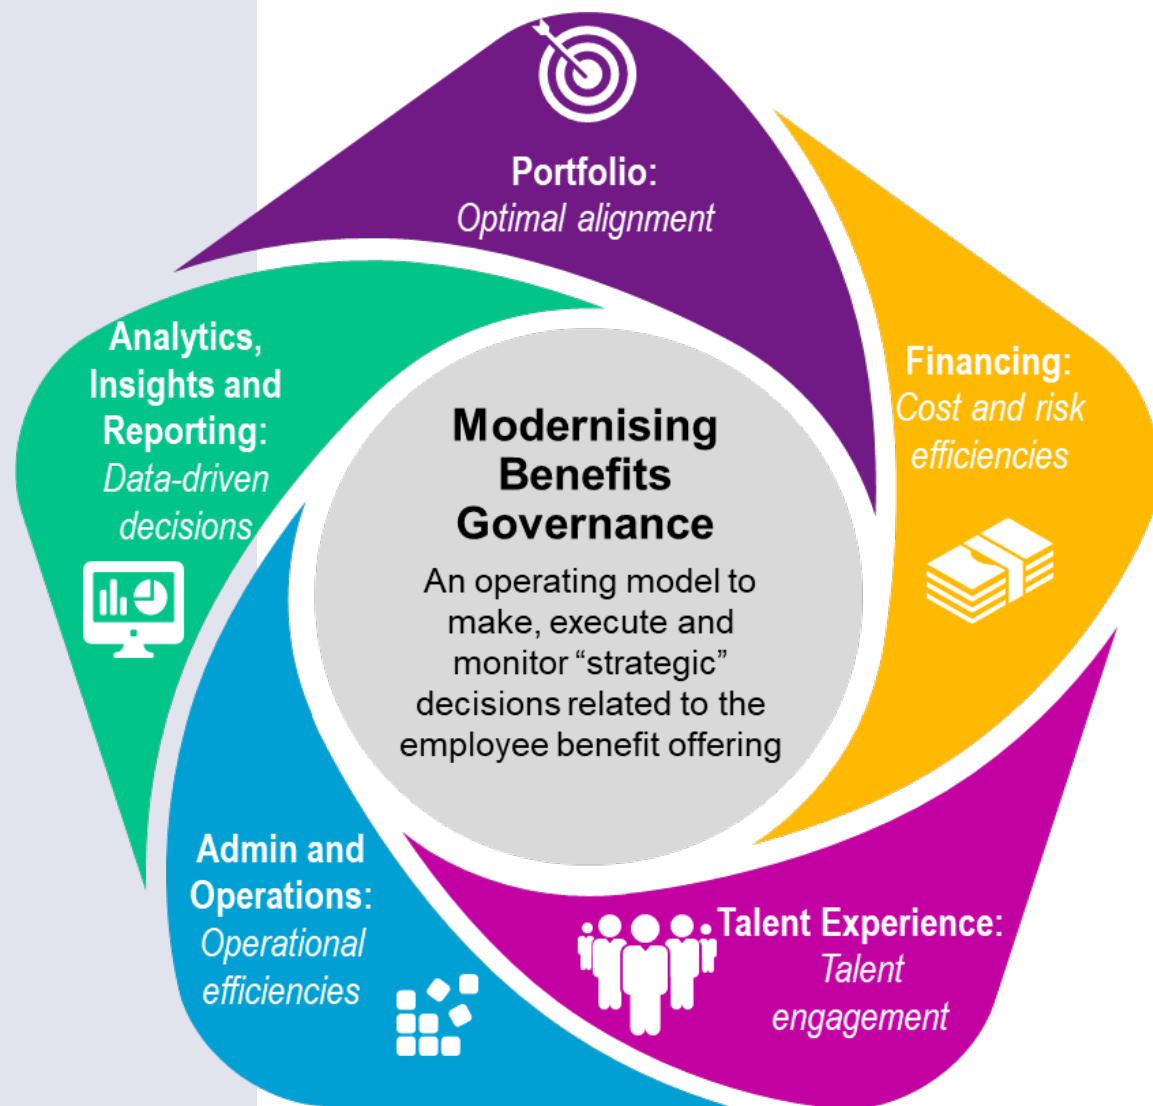 Portfolio:
Optimal alignment
Financing:
Cost and risk
efficiencies
Talent Experience:
Talent
engagement
Admin and
Operations:
Operational
efficiencies
Analytics,
Insights and
Reporting:
Data-driven
decisions
Modernising
Benefits
Governance
An operating model to
make, execute and
monitor “strategic”
decisions related to the
employee benefit offering